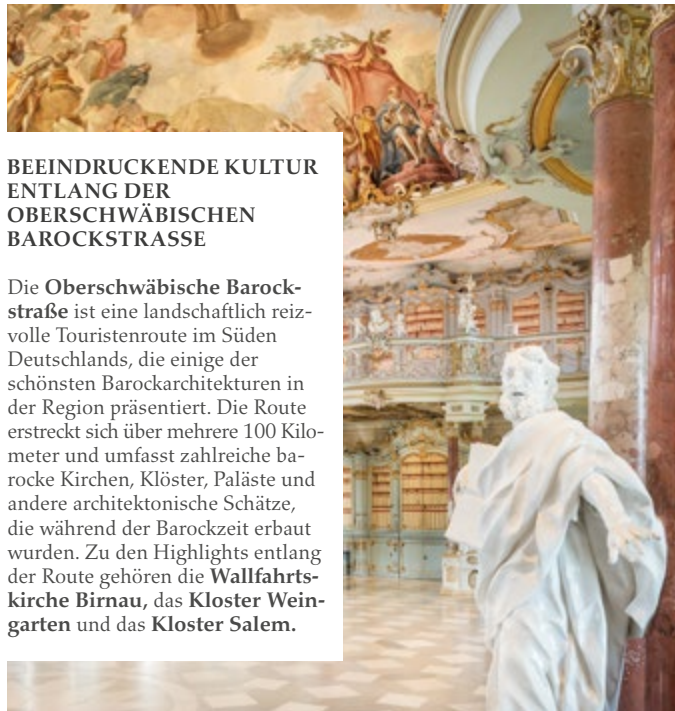 BEEINDRUCKENDE KULTUR
ENTLANG DER
OBERSCHWÄBISCHEN
BAROCKSTRASSE
Die Oberschwäbische Barock-
straße ist eine landschaftlich reiz-
volle Touristenroute im Süden
Deutschlands, die einige der
schönsten Barockarchitekturen in
der Region präsentiert. Die Route
erstreckt sich über mehrere 100 Kilo-
meter und umfasst zahlreiche ba-
rocke Kirchen, Klöster, Paläste und
andere architektonische Schätze,
die während der Barockzeit erbaut
wurden. Zu den Highlights entlang
der Route gehören die Wallfahrts-
kirche Birnau, das Kloster Wein-
garten und das Kloster Salem.